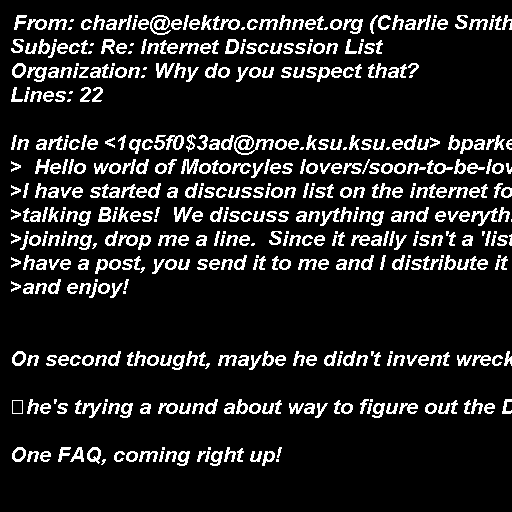 From: charlie@elektro.cmhnet.org (Charlie Smith
Subject: Re: Internet Discussion List
Organization: Why do you suspect that?
Lines: 22
In article <1qc5f0$3ad@moe.ksu.ksu.edu> bparke
>  Hello world of Motorcyles lovers/soon-to-be-lov
>I have started a discussion list on the internet fo
>talking Bikes!  We discuss anything and everyth
>joining, drop me a line.  Since it really isn't a 'list
>have a post, you send it to me and I distribute it
>and enjoy!
On second thought, maybe he didn't invent wreck
he's trying a round about way to figure out the D
One FAQ, coming right up!